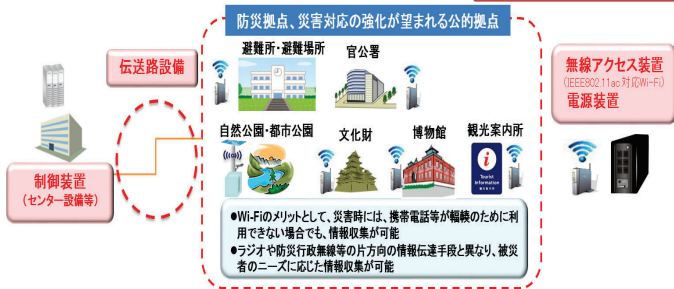 防災拠点、災害対応の強化が望まれる公的拠点
避難所・避難場所
官公署
伝送路設備
無線アクセス装置
(IEEE802.11ac対応Wi-Fi)
電源装置
自然公園・都市公園
文化財
博物館
観光案内所
i
Tourist
Information
制御装置
(センター設備等)
●Wi-Fiのメリットとして、災害時には、携帯電話等が輻輳のために利
用できない場合でも、情報収集が可能
●ラジオや防災行政無線等の片方向の情報伝達手段と異なり、被災
者のニーズに応じた情報収集が可能